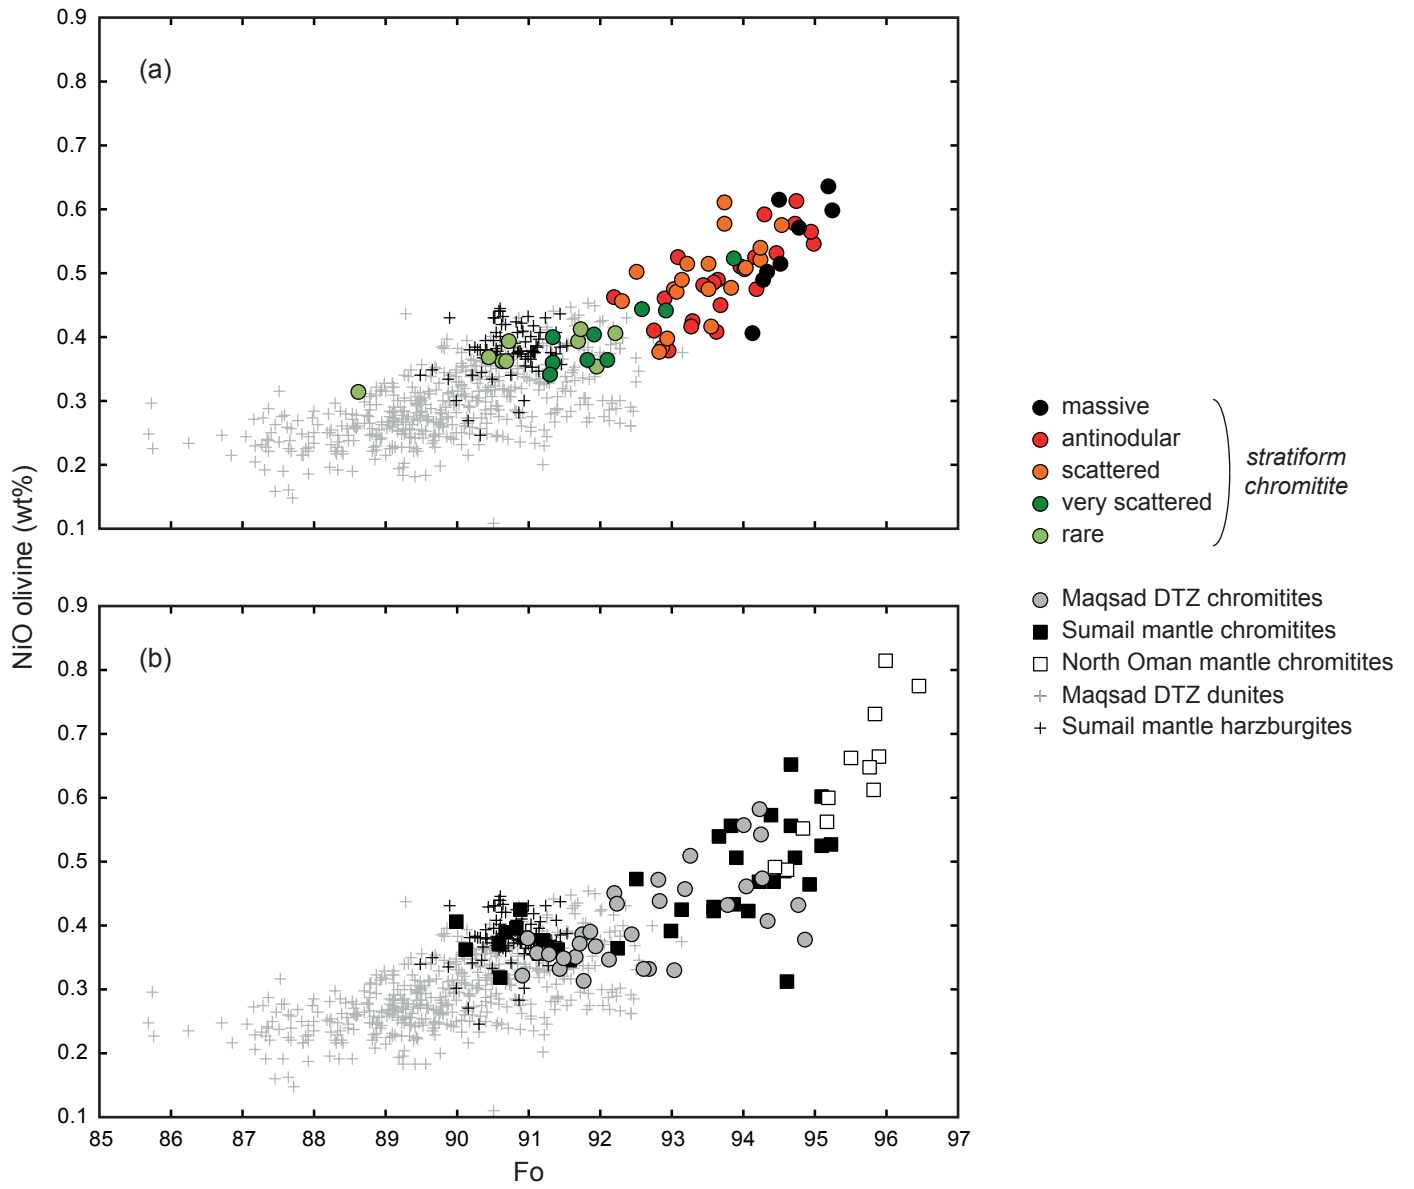 0.9
(a)
0.8
0.7
0.6
0.5
0.4
0.3
0.2
0.1
massive
antinodular
scattered
very scattered
rare
stratiform
chromitite
NiO olivine (wt%)
Maqsad DTZ chromitites
Sumail mantle chromitites
North Oman mantle chromitites
Maqsad DTZ dunites
Sumail mantle harzburgites
0.9
(b)
0.8
0.7
0.6
0.5
0.4
0.3
0.2
0.1
85 86 87 88 89 90 91 92 93 94 95 96 97
Fo